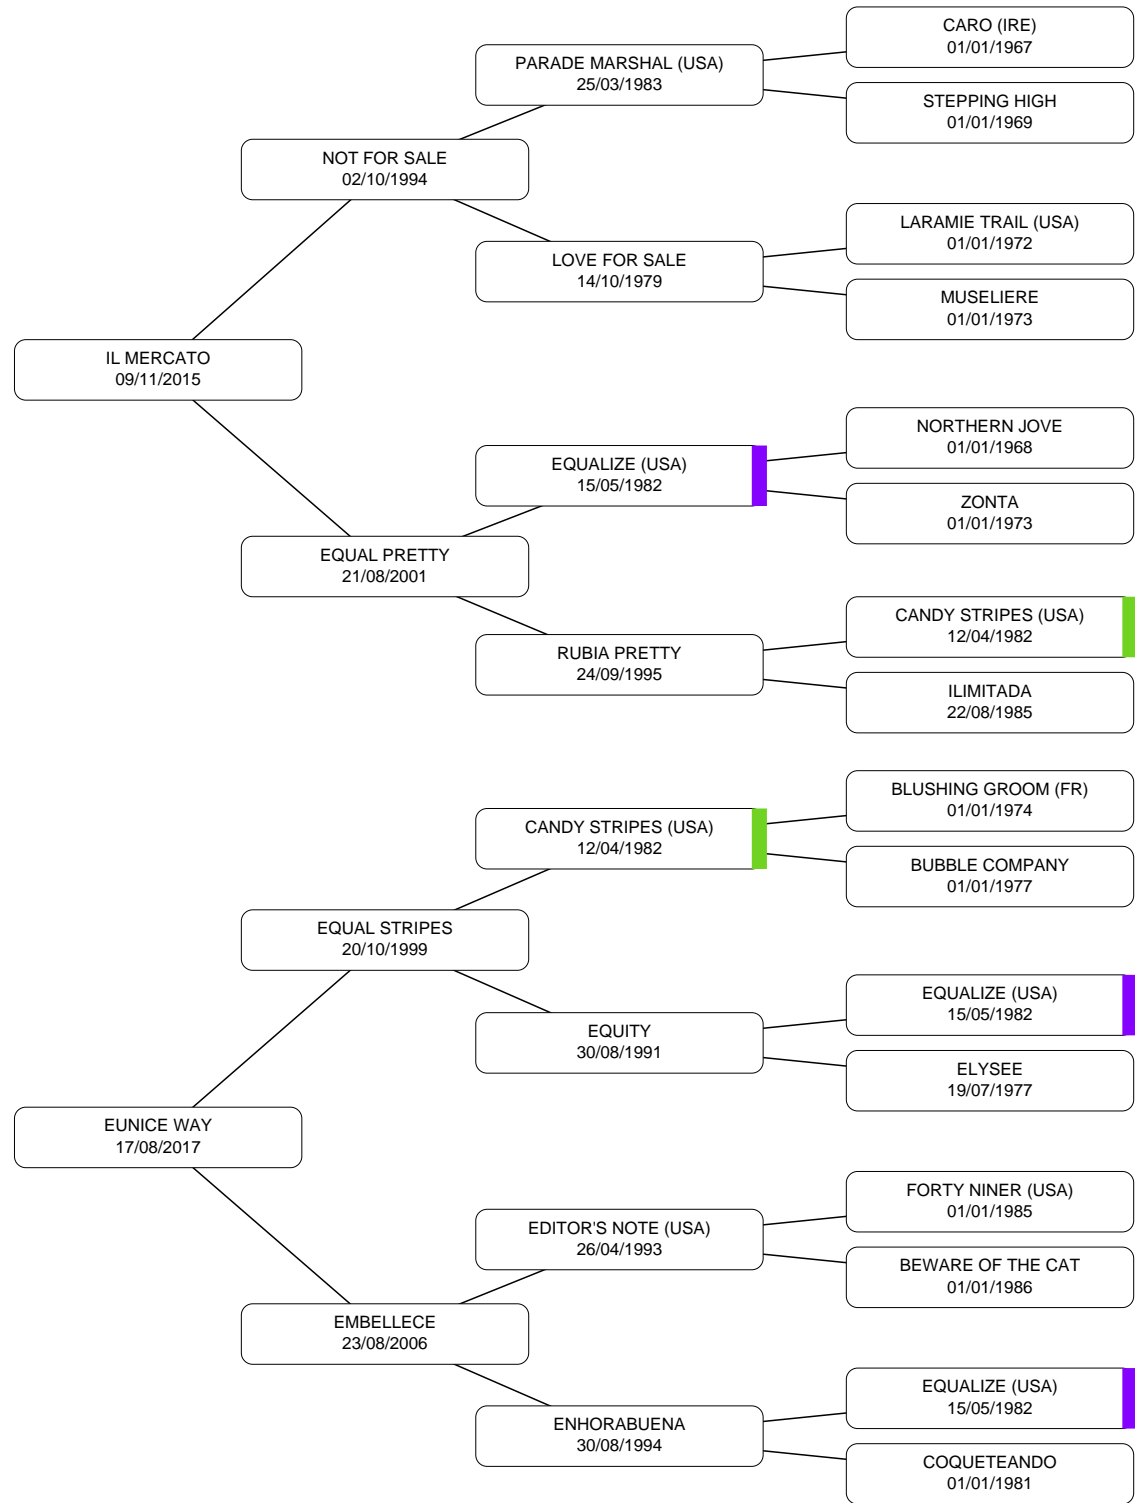 CARO (IRE)
01/01/1967
PARADE MARSHAL (USA)
25/03/1983
STEPPING HIGH
01/01/1969
NOT FOR SALE
02/10/1994
LARAMIE TRAIL (USA)
01/01/1972
LOVE FOR SALE
14/10/1979
MUSELIERE
01/01/1973
IL MERCATO
09/11/2015
NORTHERN JOVE
01/01/1968
EQUALIZE (USA)
15/05/1982
ZONTA
01/01/1973
EQUAL PRETTY
21/08/2001
CANDY STRIPES (USA)
12/04/1982
RUBIA PRETTY
24/09/1995
ILIMITADA
22/08/1985
BLUSHING GROOM (FR)
01/01/1974
CANDY STRIPES (USA)
12/04/1982
BUBBLE COMPANY
01/01/1977
EQUAL STRIPES
20/10/1999
EQUALIZE (USA)
15/05/1982
EQUITY
30/08/1991
ELYSEE
19/07/1977
EUNICE WAY
17/08/2017
FORTY NINER (USA)
01/01/1985
EDITOR'S NOTE (USA)
26/04/1993
BEWARE OF THE CAT
01/01/1986
EMBELLECE
23/08/2006
EQUALIZE (USA)
15/05/1982
ENHORABUENA
30/08/1994
COQUETEANDO
01/01/1981